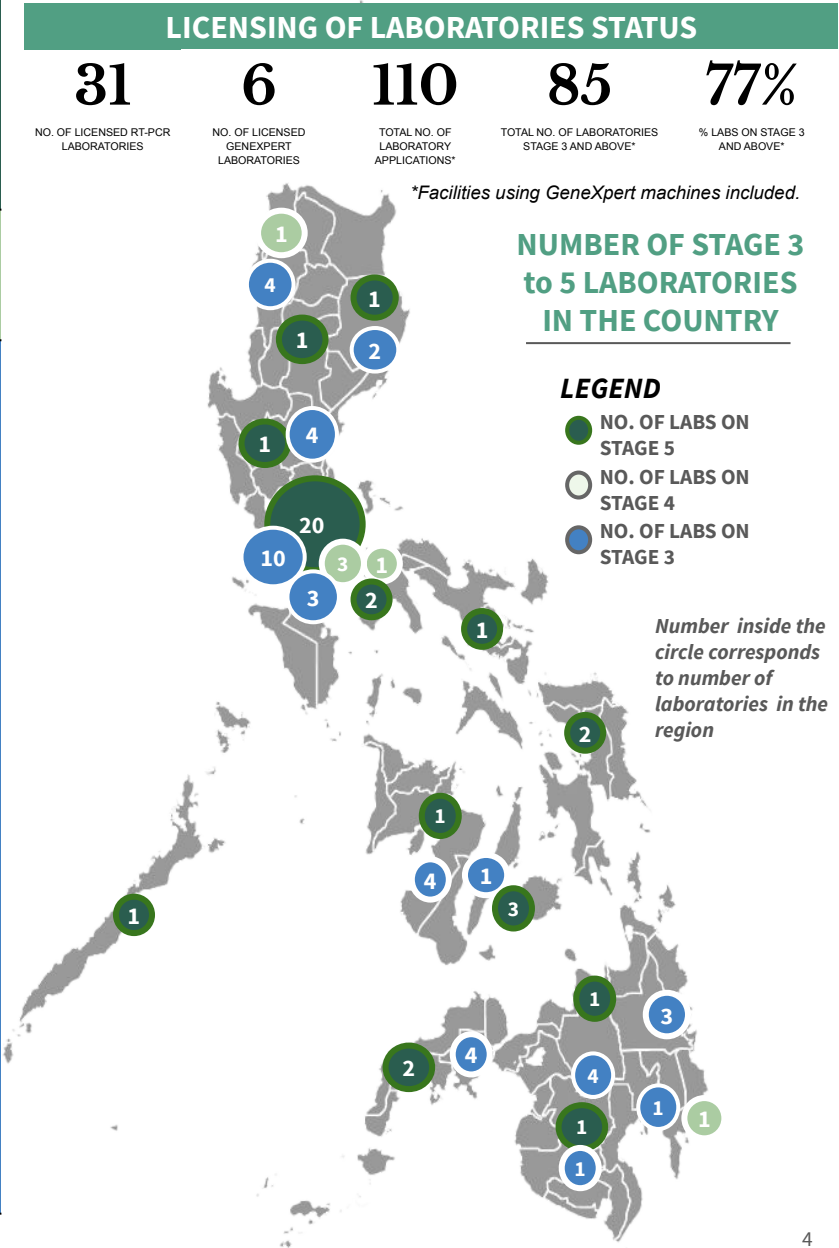 LICENSING OF LABORATORIES STATUS
31
NO. OF LICENSED RT-PCR
LABORATORIES
6
NO. OF LICENSED
GENEXPERT
LABORATORIES
110
TOTAL NO. OF
LABORATORY
APPLICATIONS*
85
TOTAL NO. OF LABORATORIES
STAGE 3 AND ABOVE*
77%
% LABS ON STAGE 3
AND ABOVE*
*Facilities using GeneXpert machines included.
NUMBER OF STAGE 3
to 5 LABORATORIES
IN THE COUNTRY
LEGEND
NO. OF LABS ON
STAGE 5
NO. OF LABS ON
STAGE 4
NO. OF LABS ON
STAGE 3
Number inside the
circle corresponds
to number of
laboratories in the
region
1
4
1
1
2
1
4
20
10
3
1
3
2
1
2
1
4
1
3
1
1
3
2
4
4
1
1
1
1
4